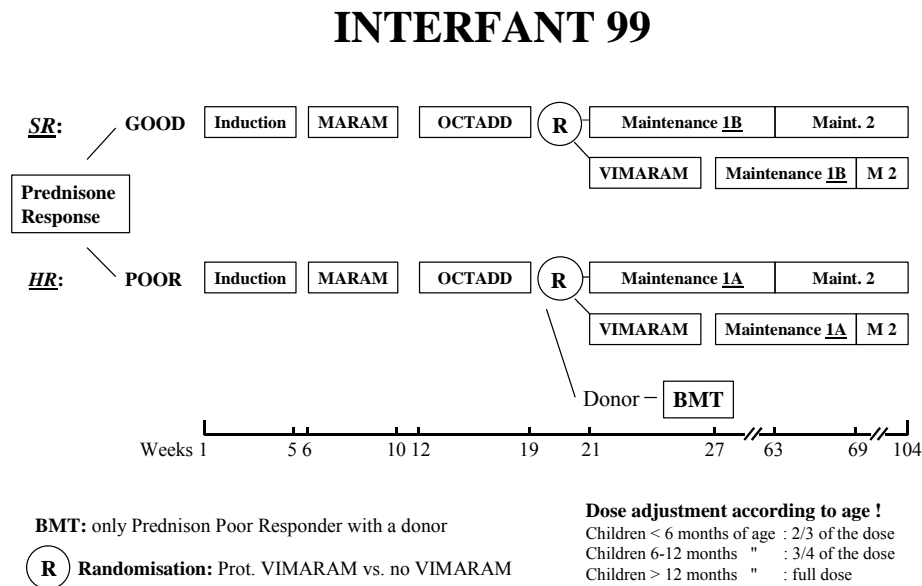 INTERFANT 99
SR: GOOD Induction MARAM OCTADD R Maintenance 1B Maint. 2
VIMARAM Maintenance 1B M 2
Prednisone
Response
HR: POOR Induction MARAM OCTADD R Maintenance 1A Maint. 2
VIMARAM Maintenance 1A M 2
Donor BMT
Weeks 1 5 6 10 12 19 21 27 63 69 104
BMT: only Prednison Poor Responder with a donor
R Randomisation: Prot. VIMARAM vs. no VIMARAM
Dose adjustment according to age !
Children < 6 months of age : 2/3 of the dose
Children 6-12 months " : 3/4 of the dose
Children > 12 months " : full dose